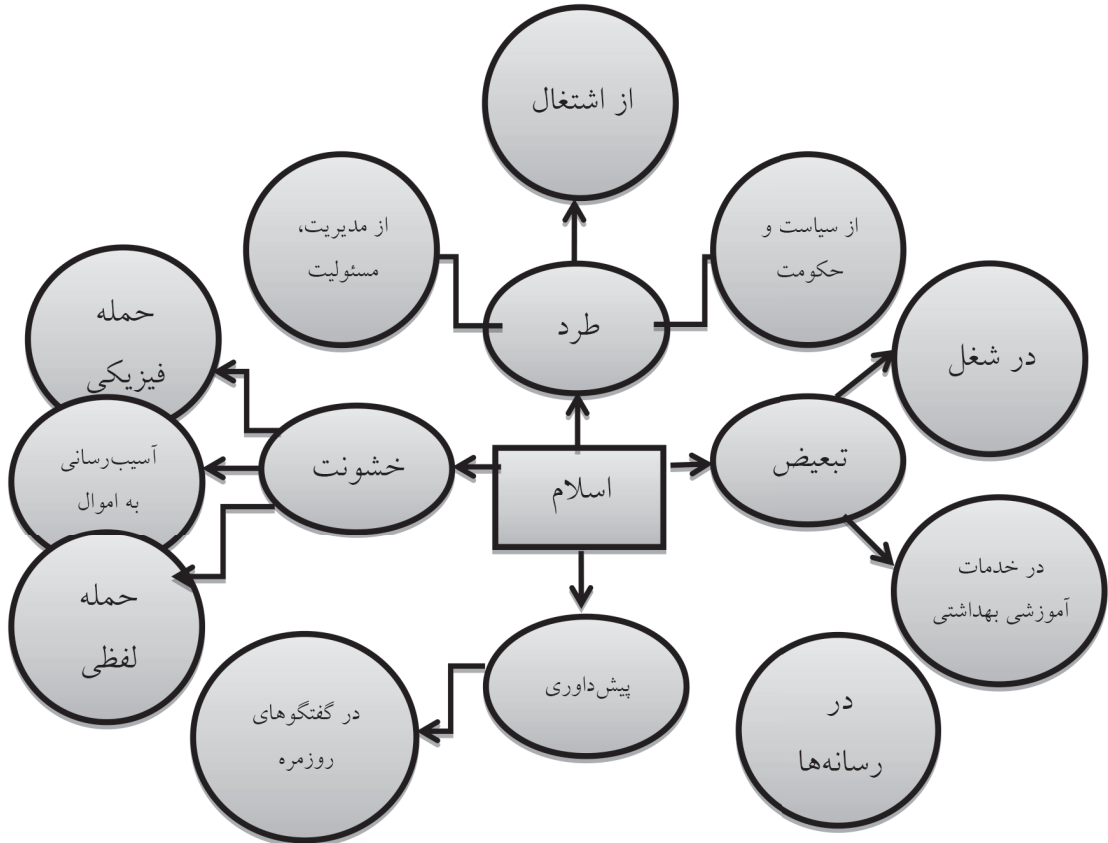 از اشتغال
از سیاست و
حکومت
از مدیریت،
مسئولیت
طرد
در شغل
حمله
فیزیکی
تبعیض
خشونت
اسلام
آسیب‌رسانی
به اموال
در خدمات
آموزشی بهداشتی
حمله
لفظی
پیش‌داوری
در
رسانه‌ها
در گفتگوهای
روزمره